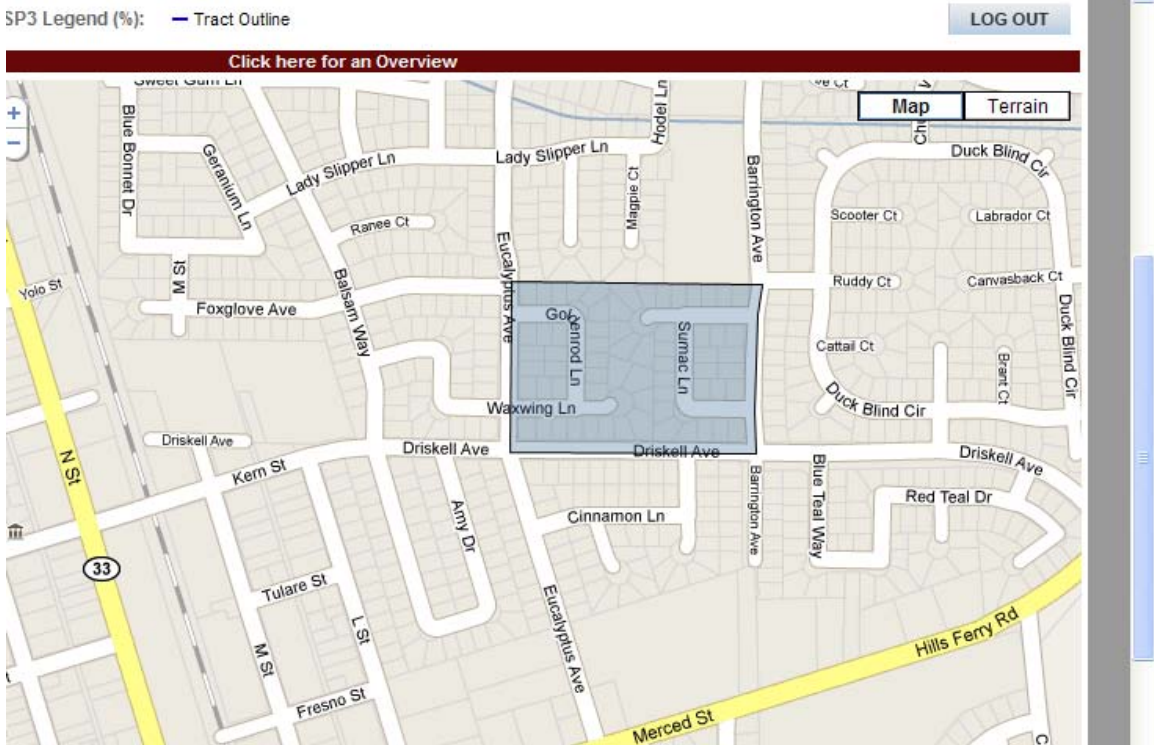 SP3 Legend (%): Tract Outline
LOG OUT
Click here for an Overview
Sweet Gum Ln
Map
Terrain
+
−
Blue Bonnet Dr
Geranium Ln
Lady Slipper Ln
Lady Slipper Ln
Hodel Ln
Magpie Ct
Barrington Ave
Duck Blind Cir
Scooter Ct
Labrador Ct
Ranee Ct
Eucalyptus Ave
M St
Yolo St
Foxglove Ave
Balsam Way
Ruddy Ct
Canvasback Ct
Duck Blind Cir
Goldenrod Ln
Sumac Ln
Cattail Ct
Brant Ct
Duck Blind Cir
Waxwing Ln
Driskell Ave
Driskell Ave
Driskell Ave
Driskell Ave
Kern St
N St
Amy Dr
Cinnamon Ln
Barrington Ave
Blue Teal Way
Red Teal Dr
33
Tulare St
L St
M St
Eucalyptus Ave
Hills Ferry Rd
Fresno St
Merced St